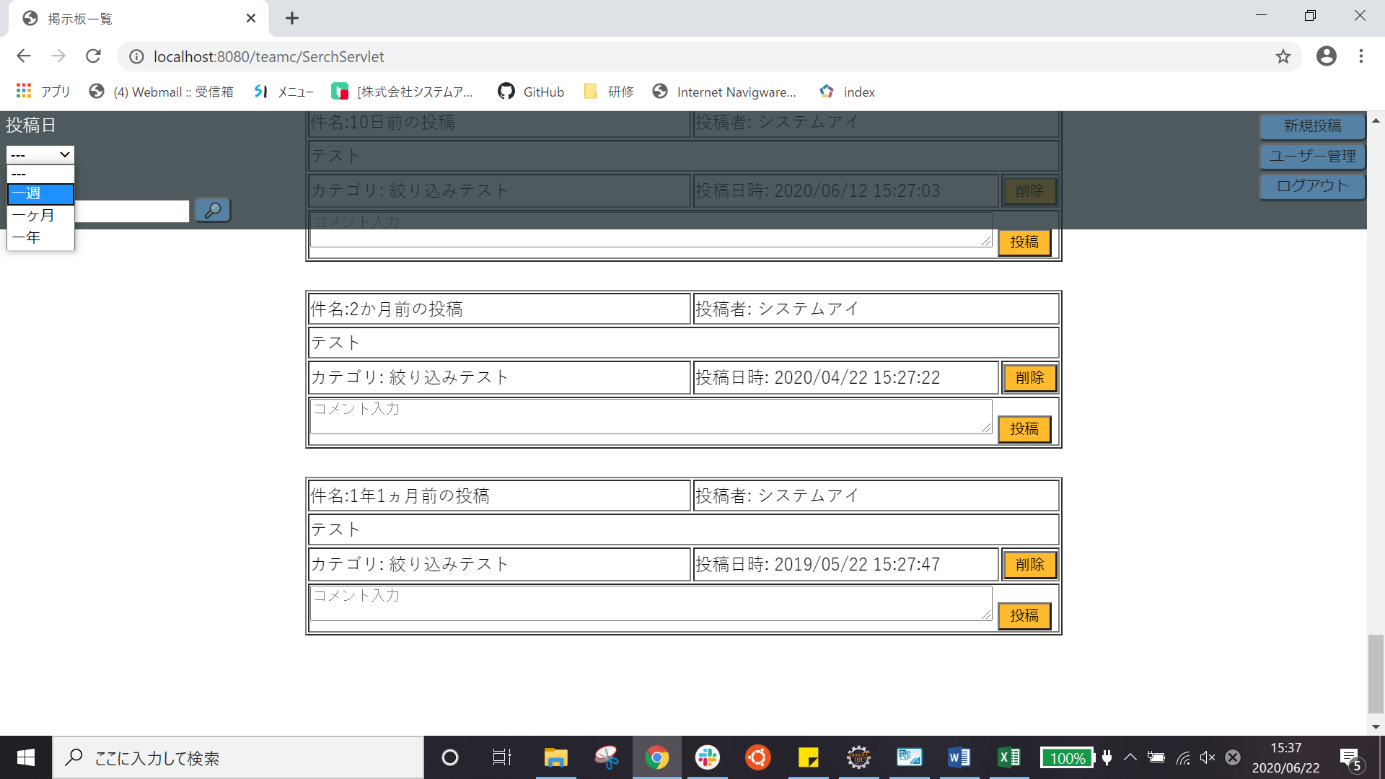 掲示板一覧
localhost:8080/teamc/SerchServlet
アプリ (4) Webmail :: 受信箱 メニュー [株式会社システムア... GitHub 研修 Internet Navigware... index
投稿日
---
---
一週
一ヶ月
一年
新規投稿
ユーザー管理
ログアウト
件名:10日前の投稿 投稿者: システムアイ
テスト
カテゴリ: 絞り込みテスト 投稿日時: 2020/06/12 15:27:03 削除
コメント入力 投稿
件名:2か月前の投稿 投稿者: システムアイ
テスト
カテゴリ: 絞り込みテスト 投稿日時: 2020/04/22 15:27:22 削除
コメント入力 投稿
件名:1年1ヵ月前の投稿 投稿者: システムアイ
テスト
カテゴリ: 絞り込みテスト 投稿日時: 2019/05/22 15:27:47 削除
コメント入力 投稿
ここに入力して検索
100%
15:37
2020/06/22
5